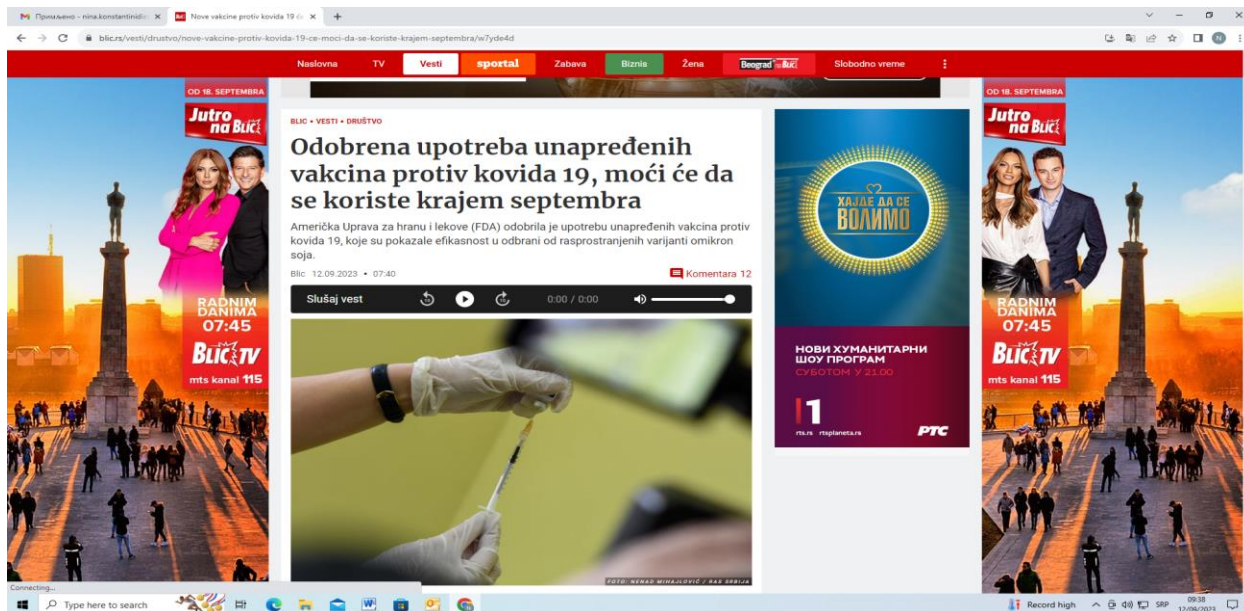 Примљено - nina.konstantinidi
Nove vakcine protiv kovida 19 će
blic.rs/vesti/drustvo/nove-vakcine-protiv-kovida-19-ce-moci-da-se-koriste-krajem-septembra/w7yde4d
Naslovna TV Vesti sportal Zabava Biznis Žena Beograd na Blic Slobodno vreme
OD 18. SEPTEMBRA
Jutro
na Blic
RADNIM
DANIMA
07:45
BLIC TV
mts kanal 115
BLIC • VESTI • DRUŠTVO
Odobrena upotreba unapređenih
vakcina protiv kovida 19, moći će da
se koriste krajem septembra
Američka Uprava za hranu i lekove (FDA) odobrila je upotrebu unapređenih vakcina protiv
kovida 19, koje su pokazale efikasnost u odbrani od rasprostranjenih varijanti omikron
soja.
Blic 12.09.2023 • 07:40
Komentara 12
Slušaj vest 0:00 / 0:00
FOTO: NENAD MIHAJLOVIĆ / RAS SRBIJA
ХАЈДЕ ДА СЕ
ВОЛИМО
НОВИ ХУМАНИТАРНИ
ШОУ ПРОГРАМ
СУБОТОМ У 21.00
1
rts.rs rtsplaneta.rs РТС
OD 18. SEPTEMBRA
Jutro
na Blic
RADNIM
DANIMA
07:45
BLIC TV
mts kanal 115
Connecting...
Type here to search
Record high
SRP
09:38
12/09/2023